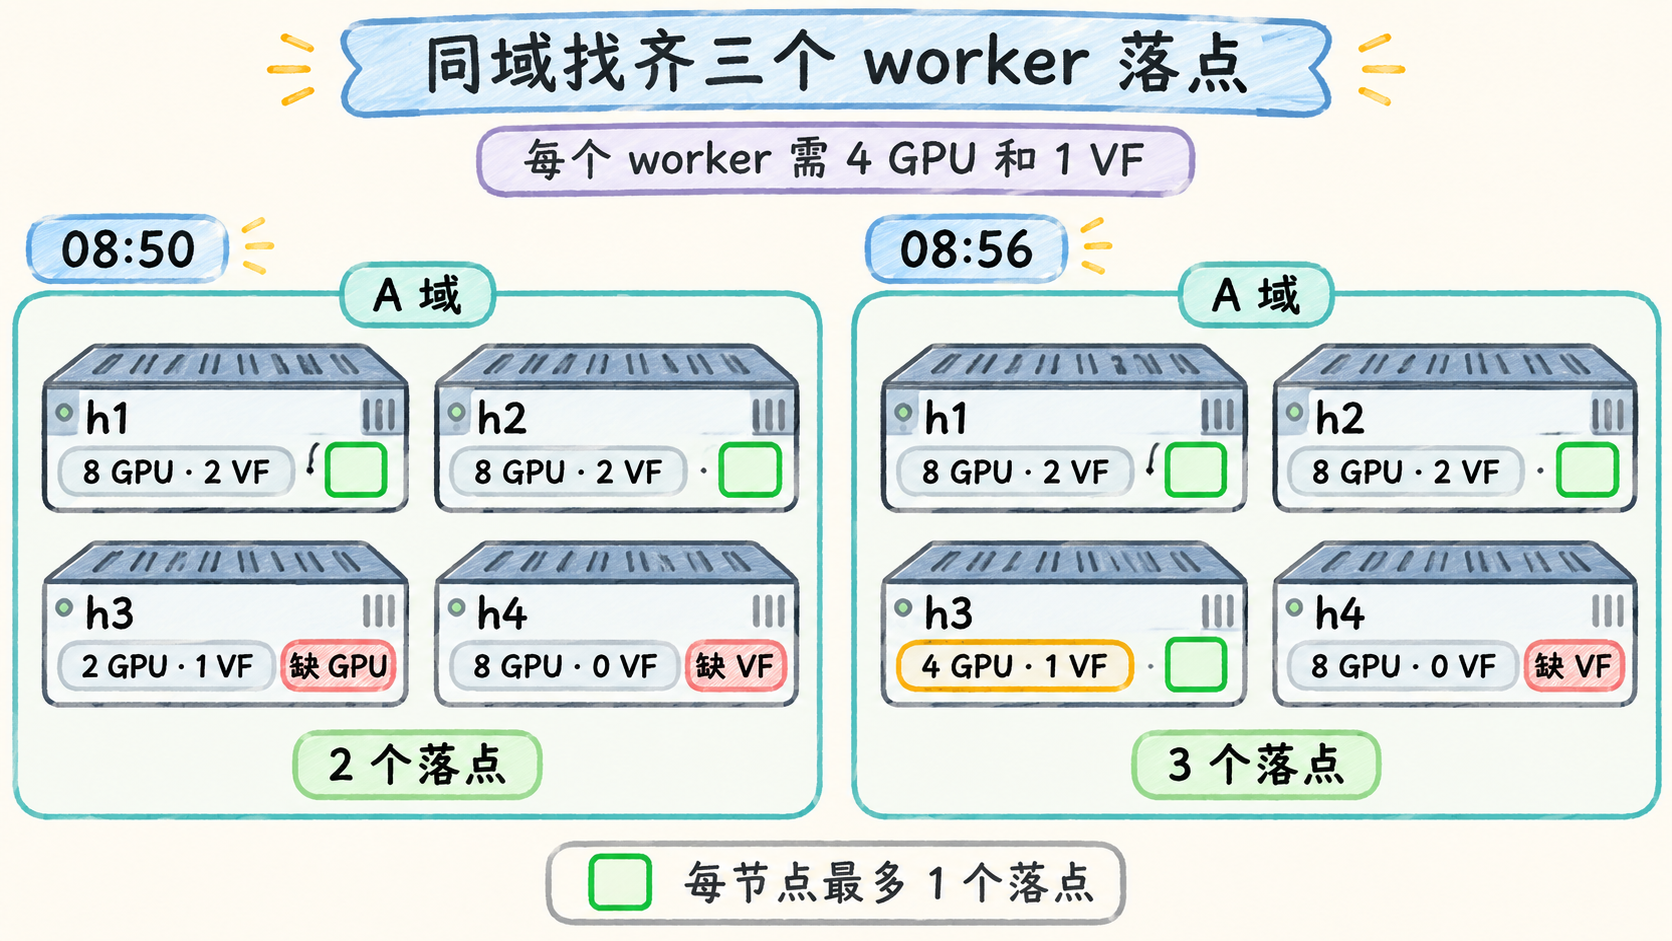 同域找齐三个 worker 落点
每个 worker 需 4 GPU 和 1 VF
08:50
A 域
h1
8 GPU · 2 VF
h2
8 GPU · 2 VF
h3
2 GPU · 1 VF
缺 GPU
h4
8 GPU · 0 VF
缺 VF
2 个落点
08:56
A 域
h1
8 GPU · 2 VF
h2
8 GPU · 2 VF
h3
4 GPU · 1 VF
h4
8 GPU · 0 VF
缺 VF
3 个落点
每节点最多 1 个落点